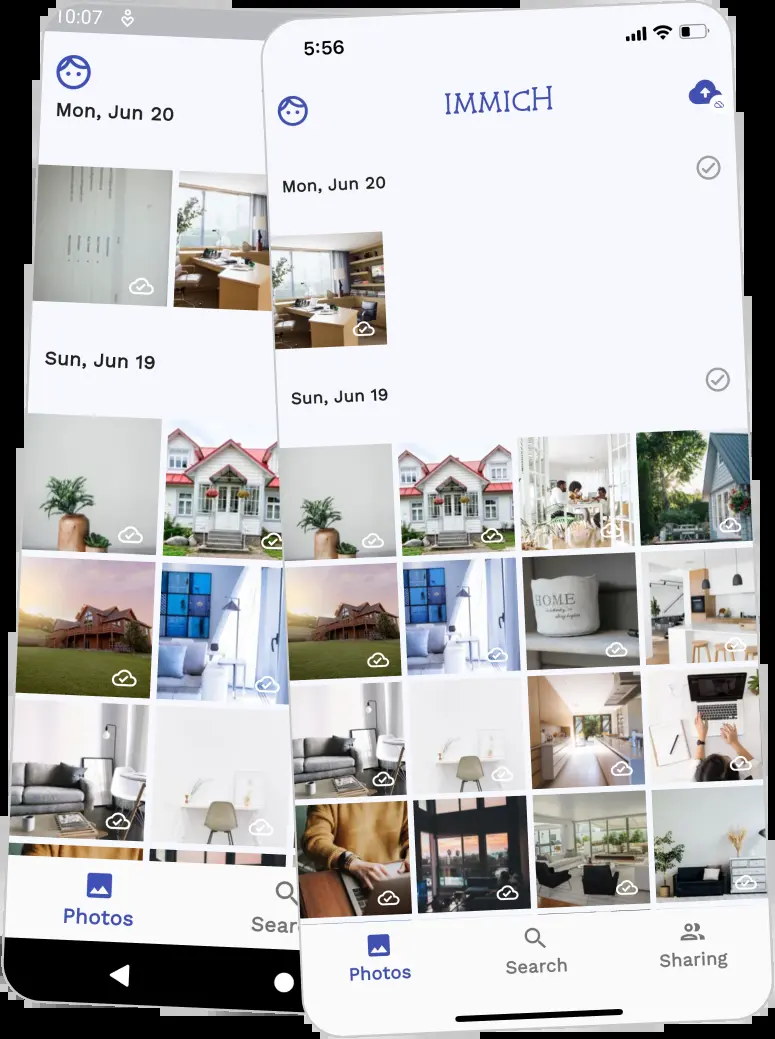 10:07
Mon, Jun 20
Sun, Jun 19
Photos
Sear
5:56
IMMICH
Mon, Jun 20
Sun, Jun 19
HOME
Photos
Search
Sharing